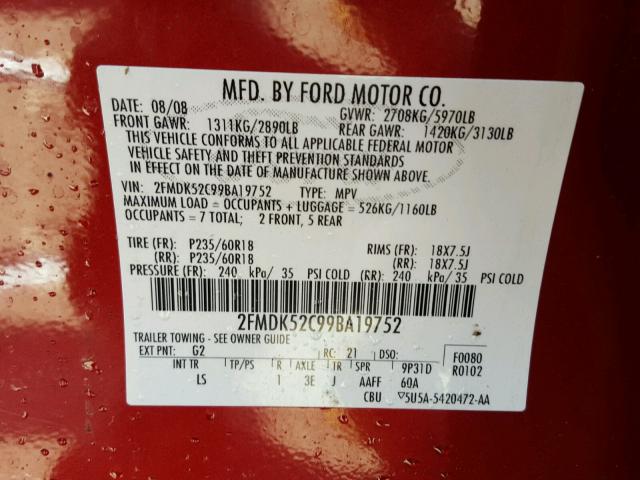 MFD. BY FORD MOTOR CO.
DATE: 08/08 GVWR: 2708KG/5970LB
FRONT GAWR: 1311KG/2890LB REAR GAWR: 1420KG/3130LB
THIS VEHICLE CONFORMS TO ALL APPLICABLE FEDERAL MOTOR
VEHICLE SAFETY AND THEFT PREVENTION STANDARDS
IN EFFECT ON THE DATE OF MANUFACTURE SHOWN ABOVE.
VIN: 2FMDK52C99BA19752 TYPE: MPV
MAXIMUM LOAD = OCCUPANTS + LUGGAGE = 526KG/1160LB
OCCUPANTS = 7 TOTAL; 2 FRONT, 5 REAR
TIRE (FR): P235/60R18 RIMS (FR): 18X7.5J
(RR): P235/60R18 (RR): 18X7.5J
PRESSURE (FR): 240 kPa/ 35 PSI COLD (RR): 240 kPa/ 35 PSI COLD
2FMDK52C99BA19752
TRAILER TOWING - SEE OWNER GUIDE
EXT PNT: G2 RC: 21 DSO: F0080
INT TR TP/PS R AXLE TR SPR 9P31D R0102
LS 1 3E J AAFF 60A
CBU ▽5U5A-5420472-AA